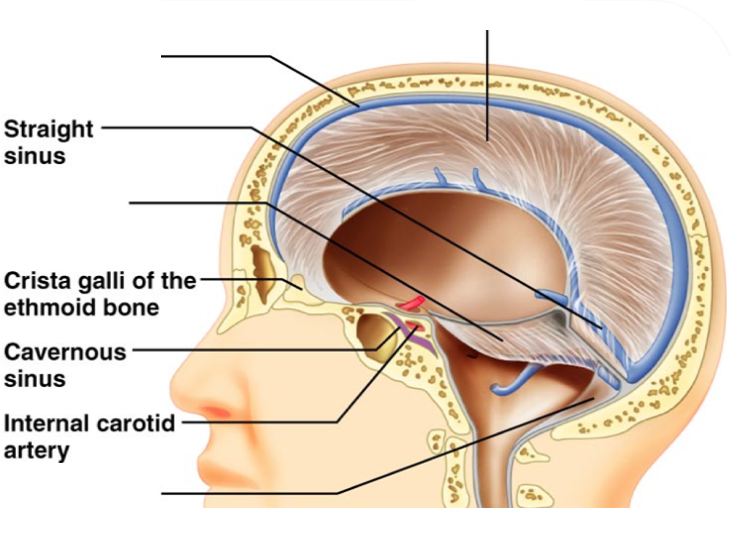 Straight
sinus
Crista galli of the
ethmoid bone
Cavernous
sinus
Internal carotid
artery